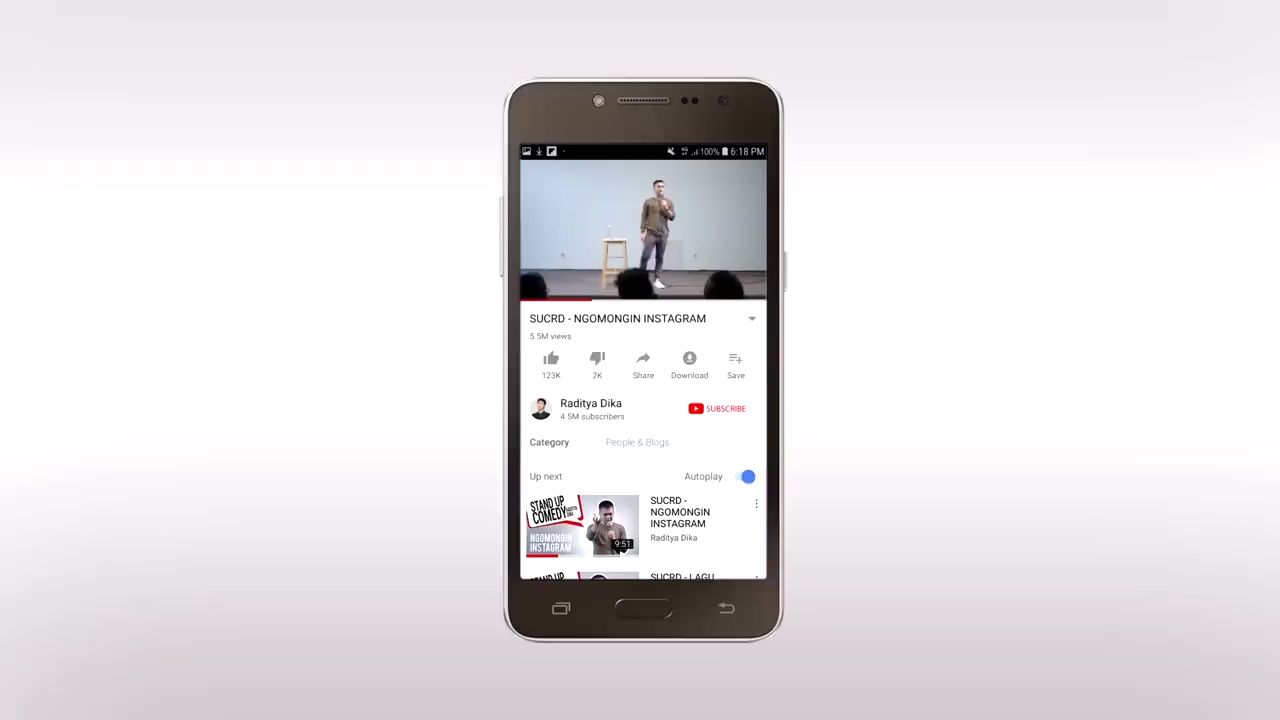 100% 6:18 PM
SUCRD - NGOMONGIN INSTAGRAM
5.5M views
123K 2K Share Download Save
Raditya Dika
4.5M subscribers
SUBSCRIBE
Category People & Blogs
Up next Autoplay
STAND UP
COMEDY
NGOMONGIN
INSTAGRAM
9:51
SUCRD -
NGOMONGIN
INSTAGRAM
Raditya Dika
STAND UP
SUCRD - LAGU